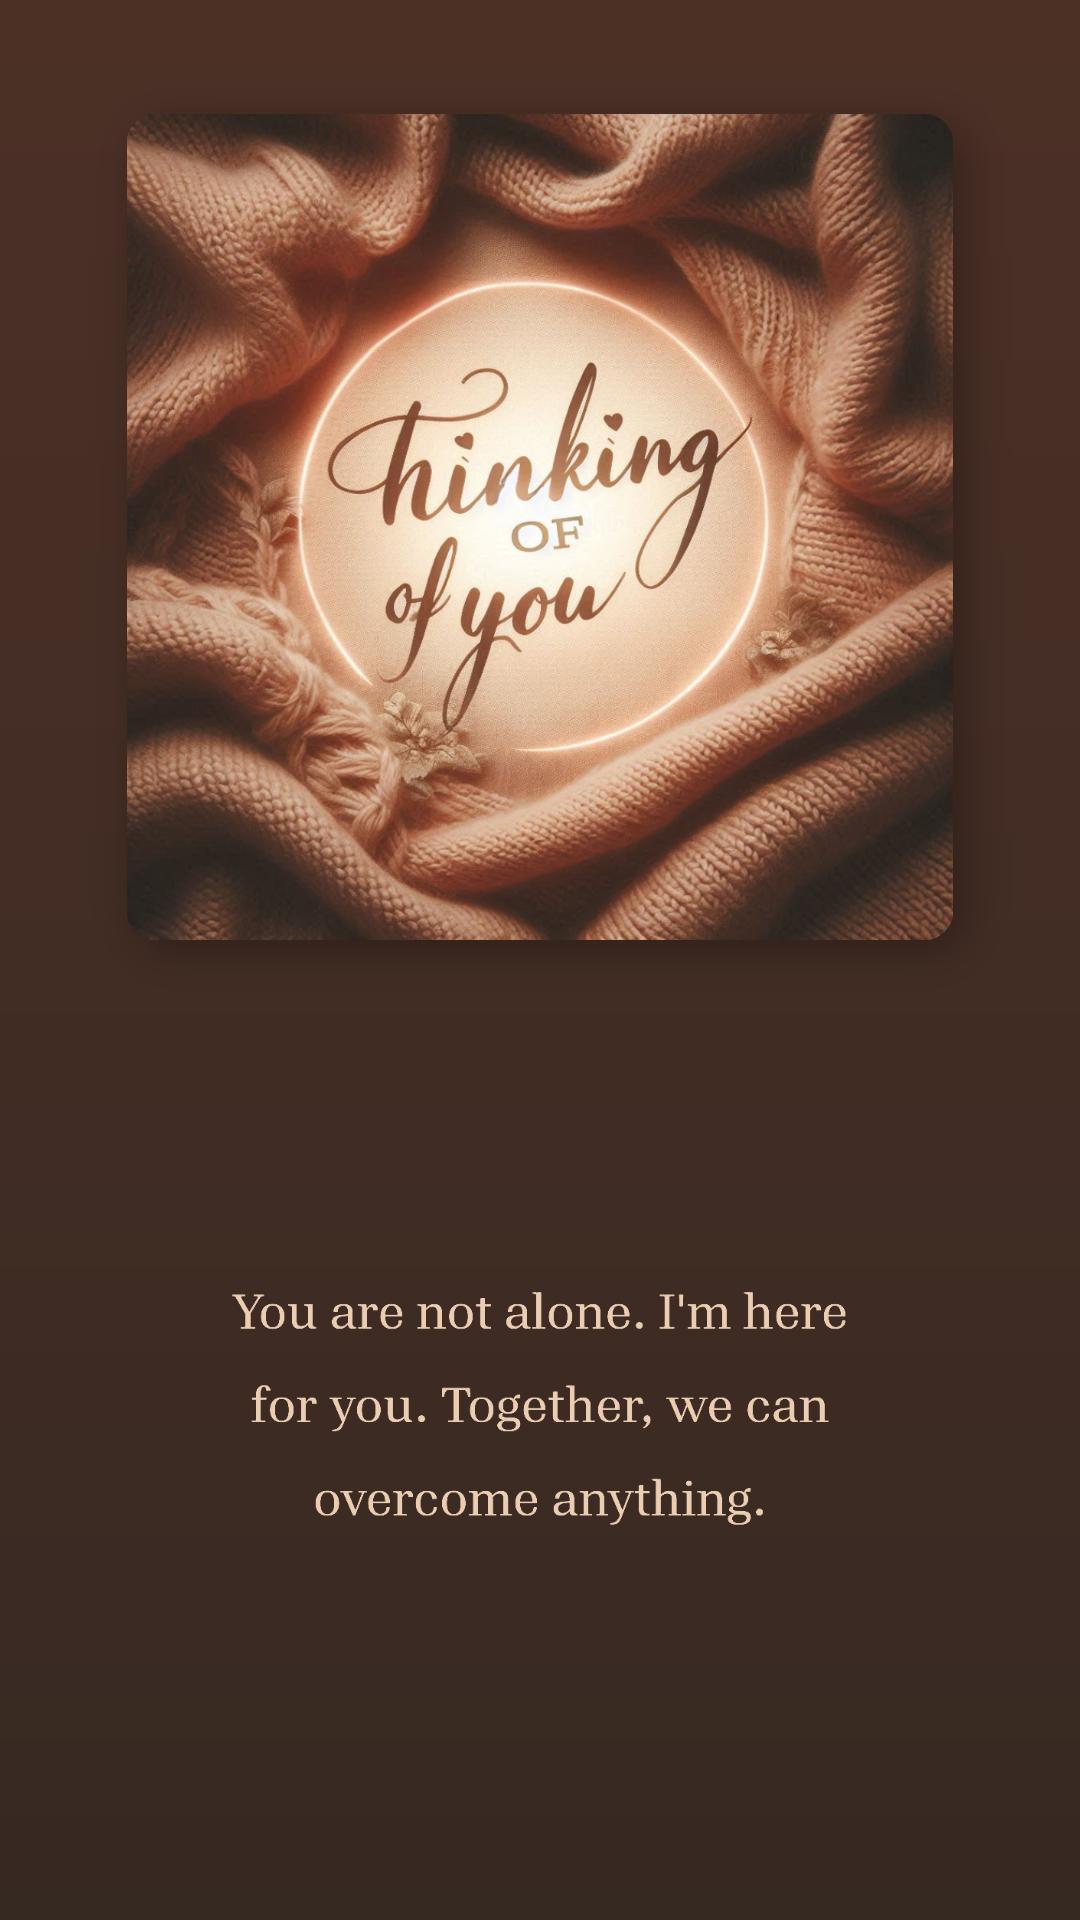 Thinking
OF
of you
You are not alone. I'm here
for you. Together, we can
overcome anything.